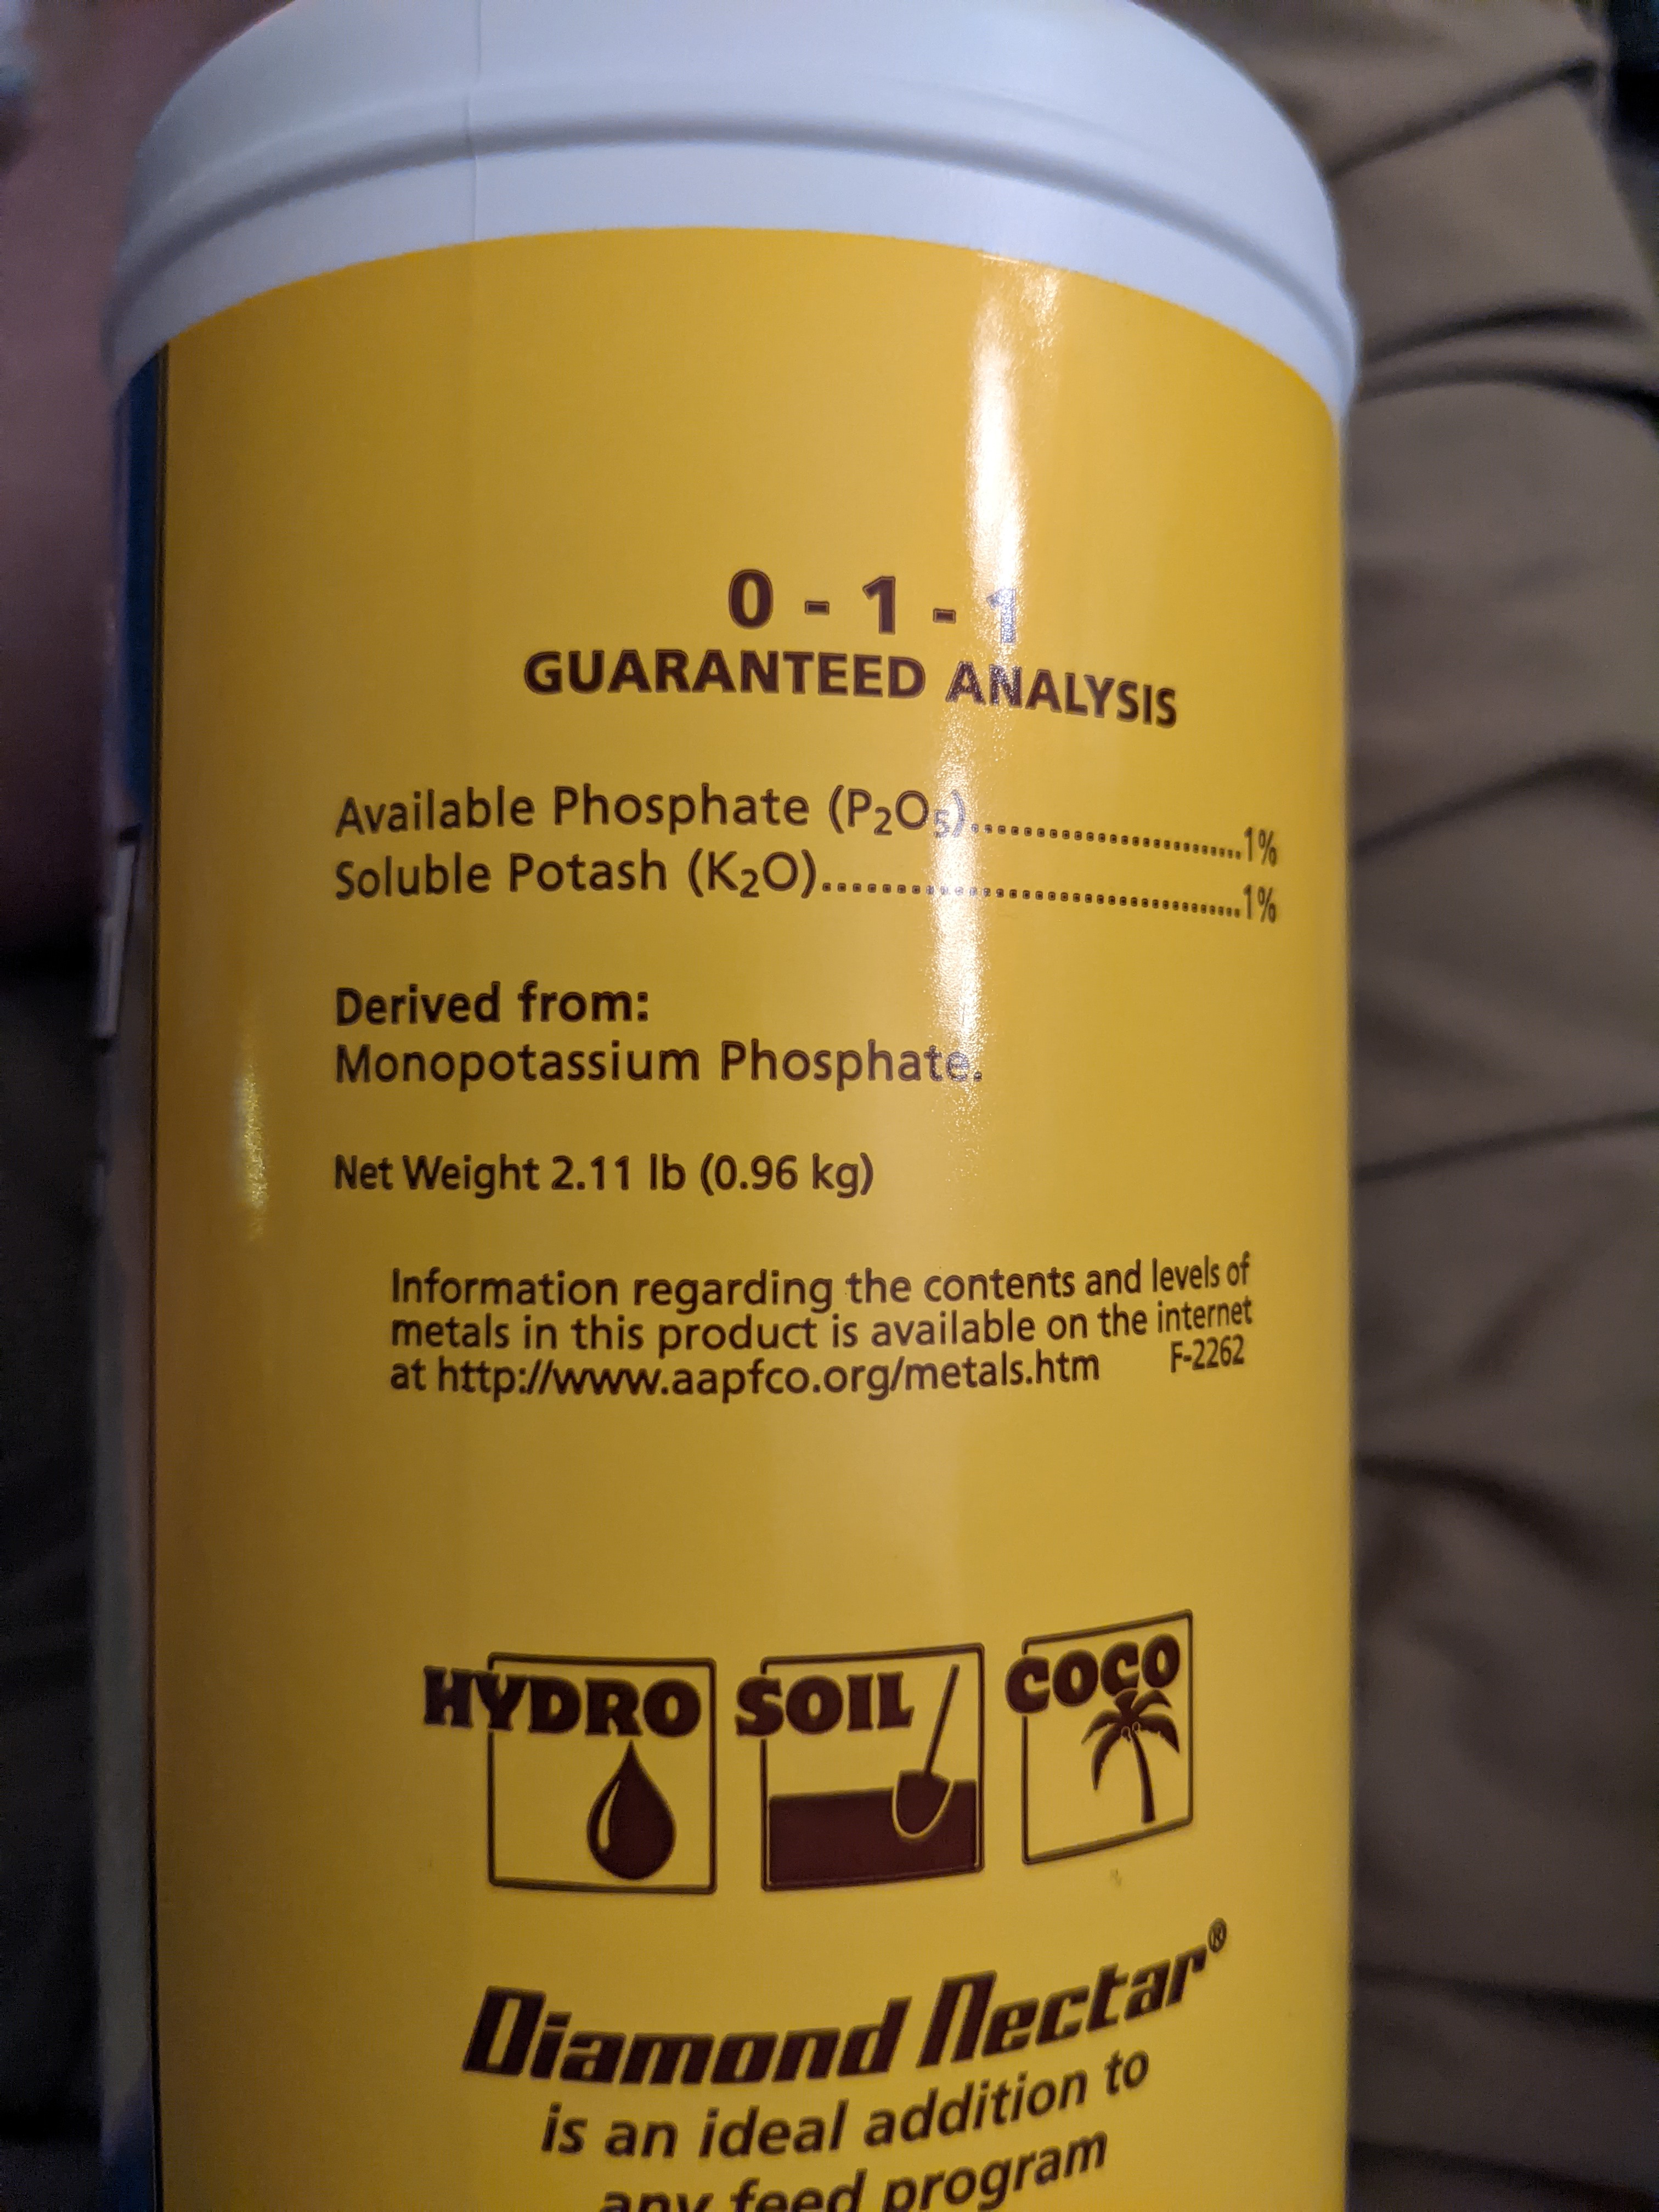 0 - 1 - 1
GUARANTEED ANALYSIS
Available Phosphate (P₂O₅)..............................1%
Soluble Potash (K₂O)..........................................1%
Derived from:
Monopotassium Phosphate.
Net Weight 2.11 lb (0.96 kg)
Information regarding the contents and levels of
metals in this product is available on the internet
at http://www.aapfco.org/metals.htm F-2262
HYDRO SOIL COCO
Diamond Nectar®
is an ideal addition to
any feed program